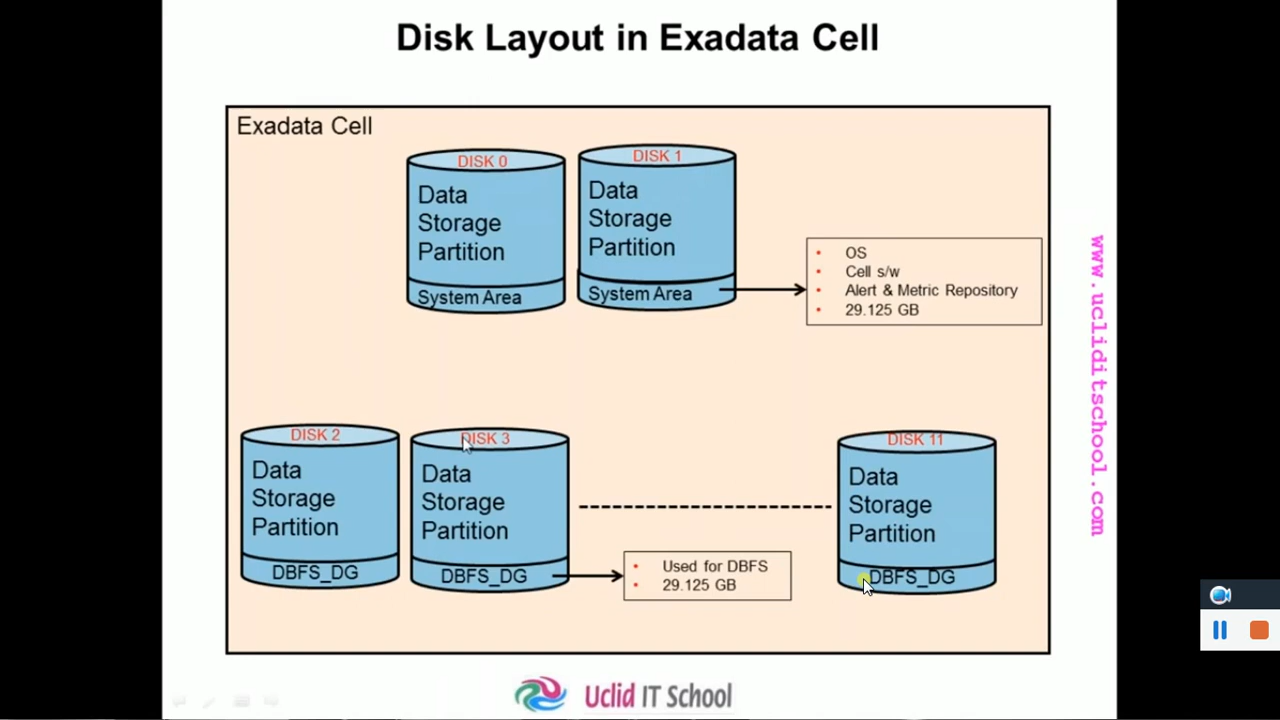 Disk Layout in Exadata Cell
Exadata Cell
DISK 0
Data
Storage
Partition
System Area
DISK 1
Data
Storage
Partition
System Area
• OS
• Cell s/w
• Alert & Metric Repository
• 29.125 GB
DISK 2
Data
Storage
Partition
DBFS_DG
DISK 3
Data
Storage
Partition
DBFS_DG
• Used for DBFS
• 29.125 GB
DISK 11
Data
Storage
Partition
DBFS_DG
www.ucliditschool.com
Uclid IT School